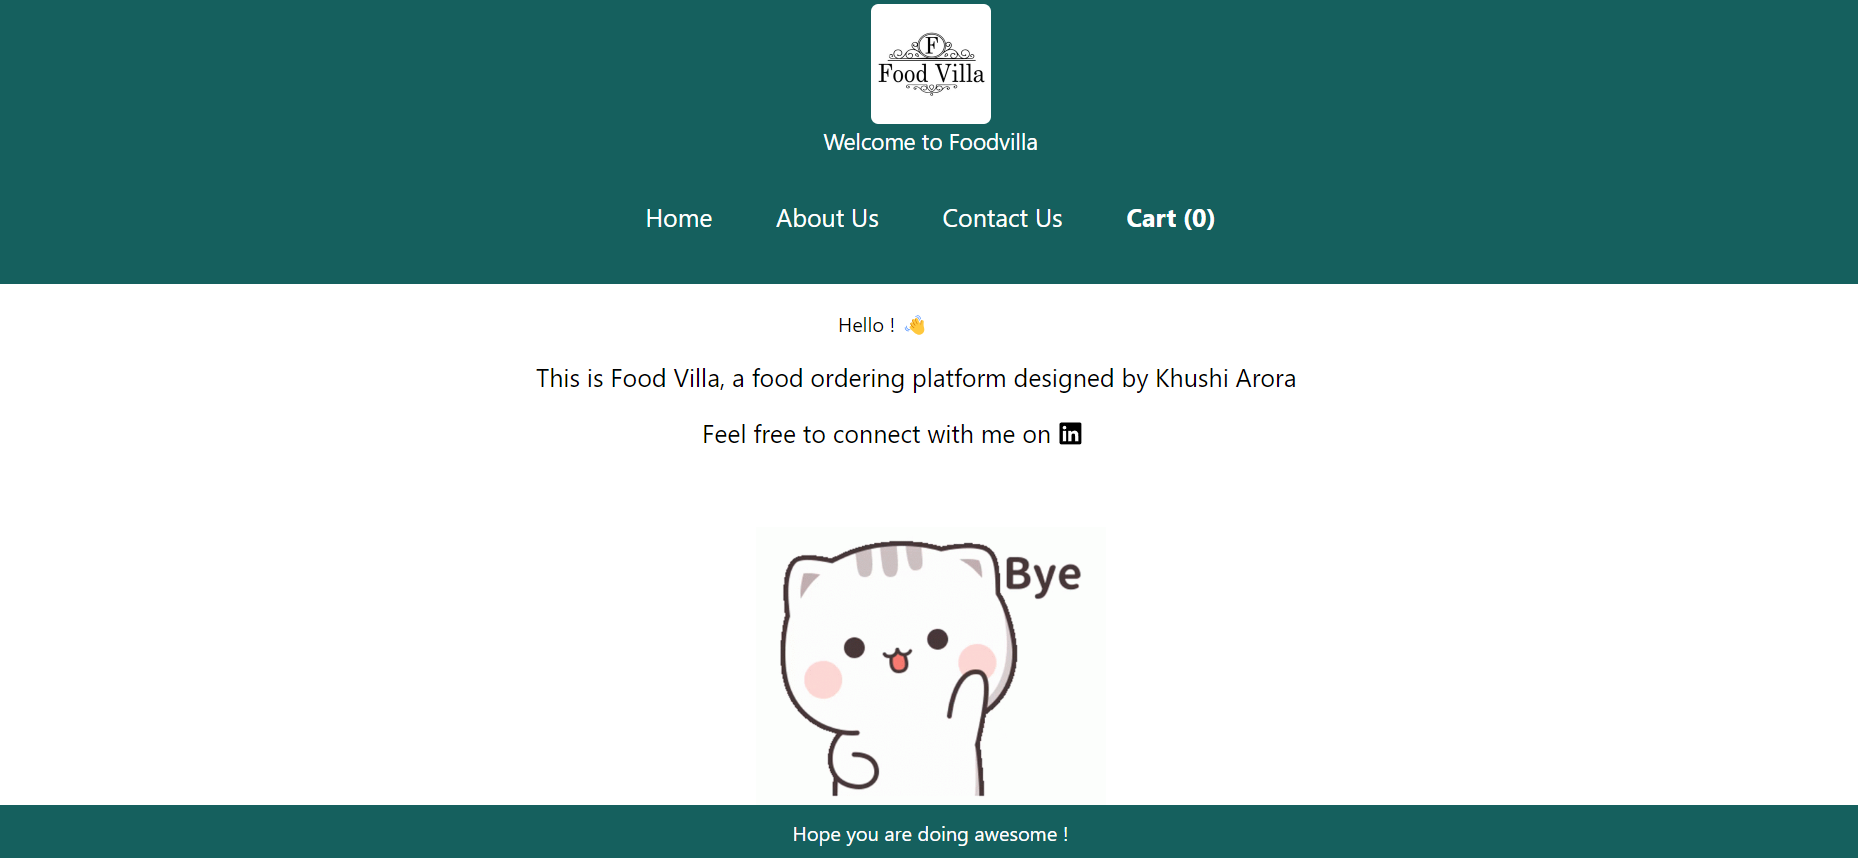 F
Food Villa
Welcome to Foodvilla
Home About Us Contact Us Cart (0)
Hello ! 👋
This is Food Villa, a food ordering platform designed by Khushi Arora
Feel free to connect with me on in
Bye
Hope you are doing awesome !